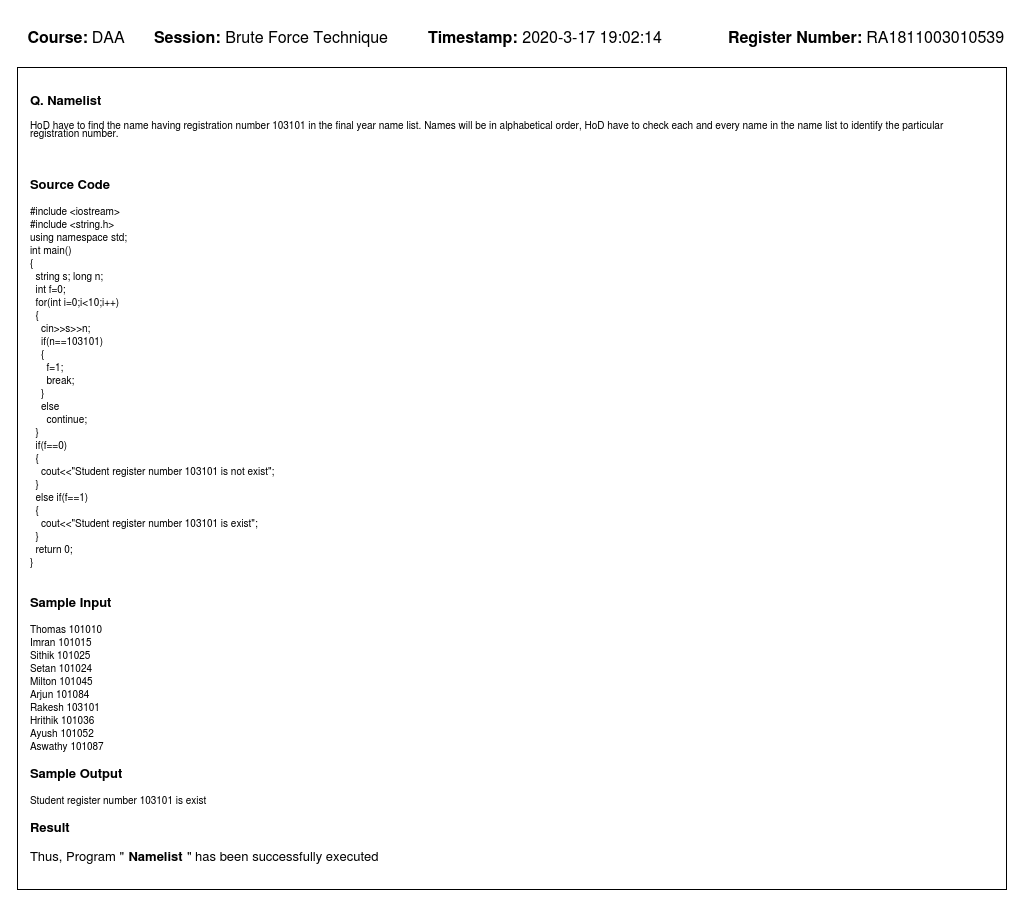 Course: DAA Session: Brute Force Technique Timestamp: 2020-3-17 19:02:14 Register Number: RA1811003010539
Q. Namelist
HoD have to find the name having registration number 103101 in the final year name list. Names will be in alphabetical order, HoD have to check each and every name in the name list to identify the particular
registration number.
Source Code
#include <iostream>
#include <string.h>
using namespace std;
int main()
{
  string s; long n;
  int f=0;
  for(int i=0;i<10;i++)
  {
    cin>>s>>n;
    if(n==103101)
    {
      f=1;
      break;
    }
    else
      continue;
  }
  if(f==0)
  {
    cout<<"Student register number 103101 is not exist";
  }
  else if(f==1)
  {
    cout<<"Student register number 103101 is exist";
  }
  return 0;
}
Sample Input
Thomas 101010
Imran 101015
Sithik 101025
Setan 101024
Milton 101045
Arjun 101084
Rakesh 103101
Hrithik 101036
Ayush 101052
Aswathy 101087
Sample Output
Student register number 103101 is exist
Result
Thus, Program " Namelist " has been successfully executed